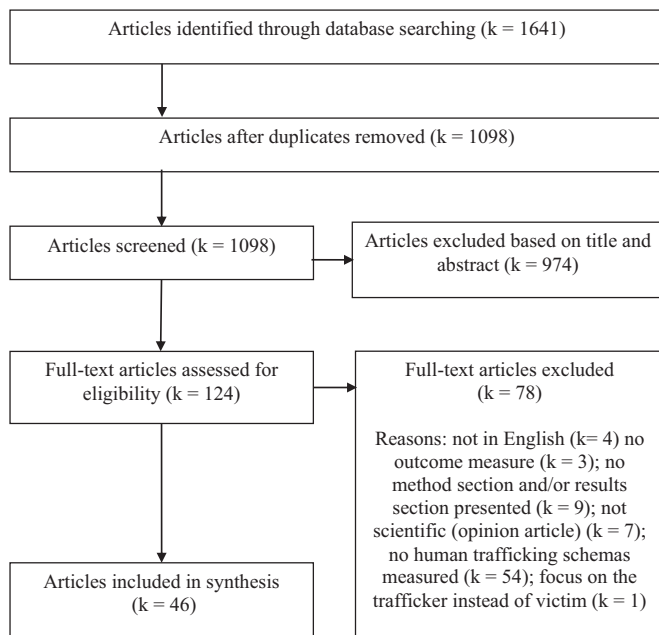 Articles identified through database searching (k = 1641)
Articles after duplicates removed (k = 1098)
Articles screened (k = 1098)
Articles excluded based on title and
abstract (k = 974)
Full-text articles assessed for
eligibility (k = 124)
Full-text articles excluded
(k = 78)
Reasons: not in English (k= 4) no
outcome measure (k = 3); no
method section and/or results
section presented (k = 9); not
scientific (opinion article) (k = 7);
no human trafficking schemas
measured (k = 54); focus on the
trafficker instead of victim (k = 1)
Articles included in synthesis
(k = 46)